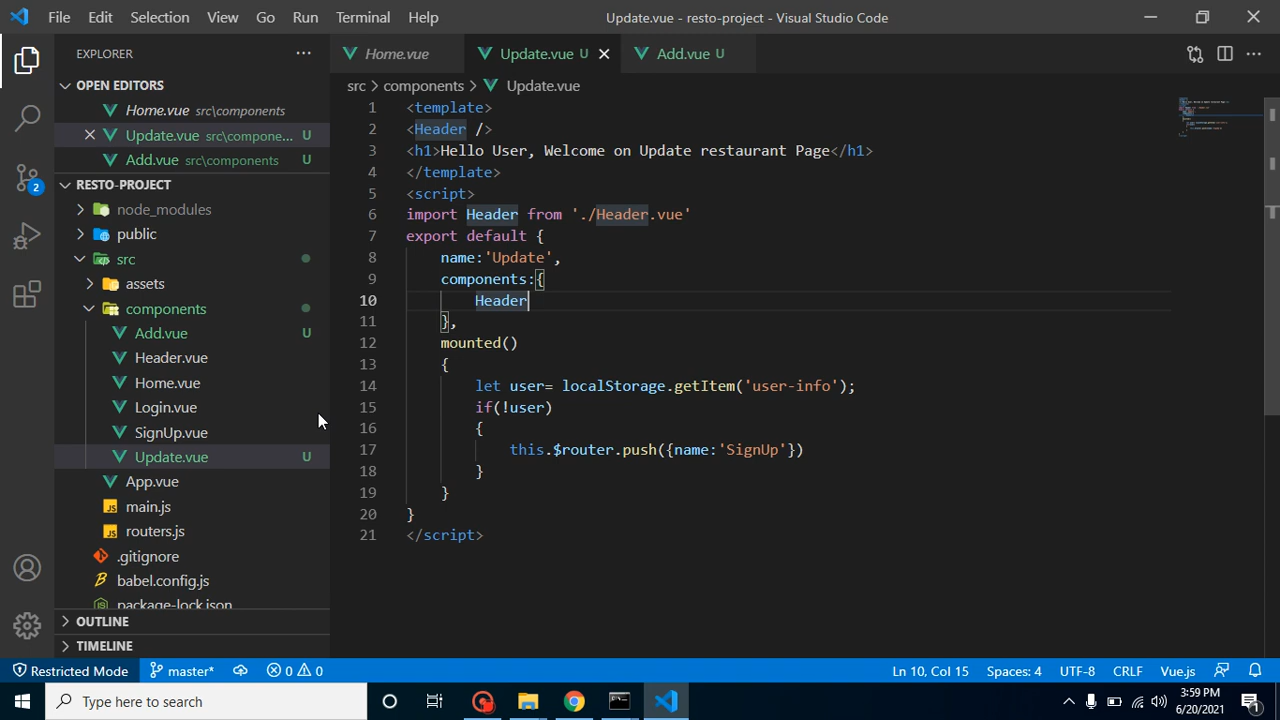 File Edit Selection View Go Run Terminal Help
Update.vue - resto-project - Visual Studio Code
EXPLORER
OPEN EDITORS
Home.vue src\components
Update.vue src\compone... U
Add.vue src\components U
RESTO-PROJECT
node_modules
public
src
assets
components
Add.vue U
Header.vue
Home.vue
Login.vue
SignUp.vue
Update.vue U
App.vue
main.js
routers.js
.gitignore
babel.config.js
package-lock.json
OUTLINE
TIMELINE
Home.vue Update.vue U Add.vue U
src > components > Update.vue
1 <template>
2 <Header />
3 <h1>Hello User, Welcome on Update restaurant Page</h1>
4 </template>
5 <script>
6 import Header from './Header.vue'
7 export default {
8 name:'Update',
9 components:{
10 Header
11 },
12 mounted()
13 {
14 let user= localStorage.getItem('user-info');
15 if(!user)
16 {
17 this.$router.push({name:'SignUp'})
18 }
19 }
20 }
21 </script>
2
Restricted Mode master* 0 0 Ln 10, Col 15 Spaces: 4 UTF-8 CRLF Vue.js
Type here to search
3:59 PM
6/20/2021
1